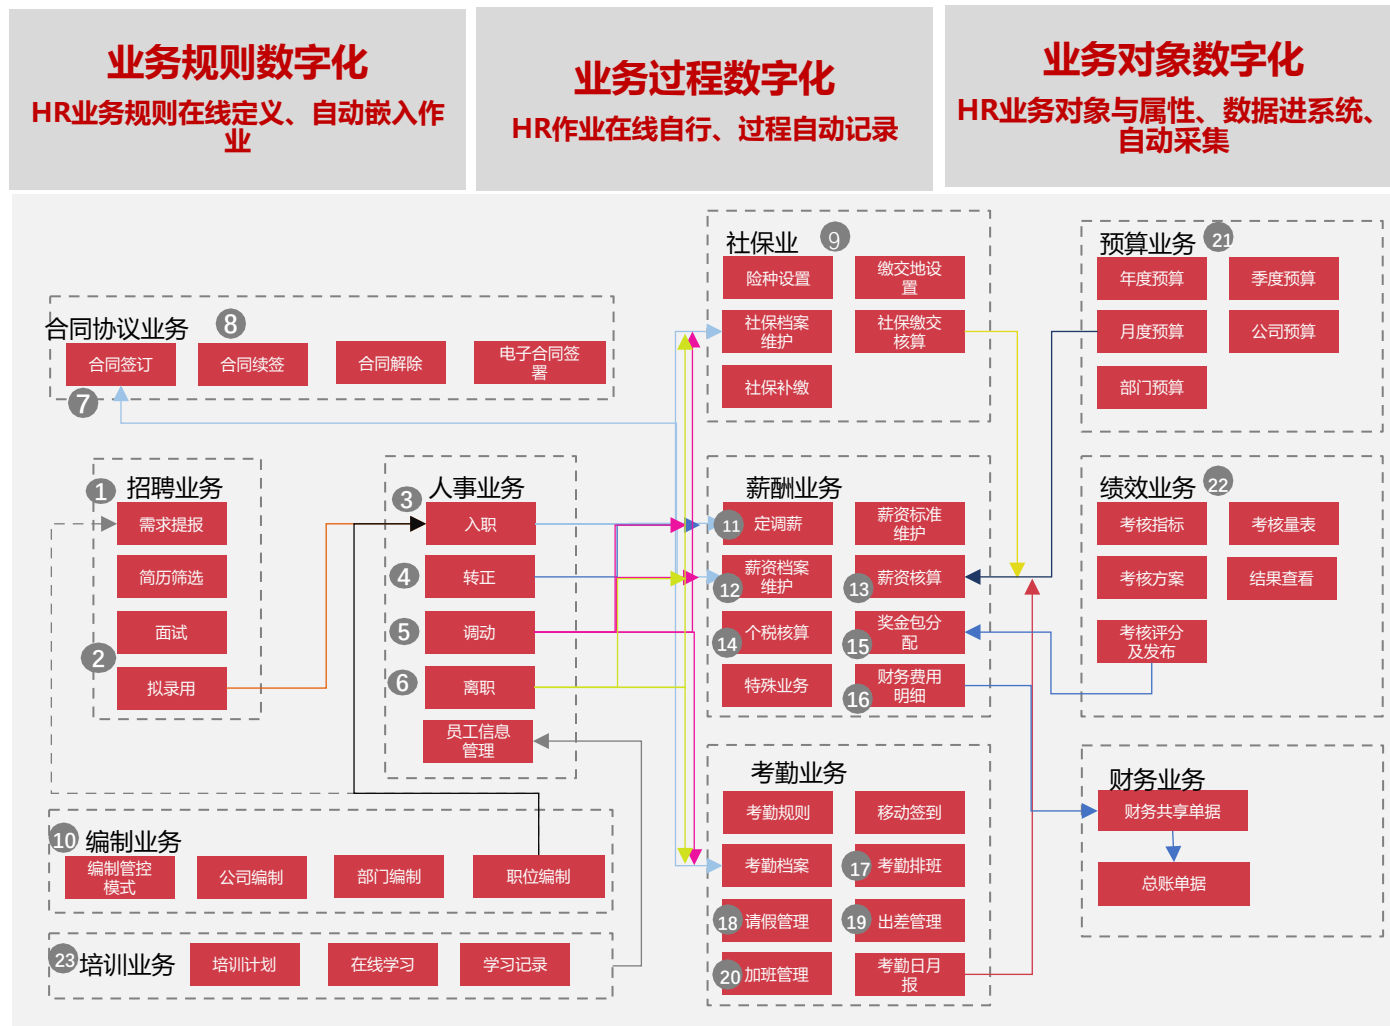 业务规则数字化
HR业务规则在线定义、自动嵌入作
业
业务过程数字化
HR作业在线自行、过程自动记录
业务对象数字化
HR业务对象与属性、数据进系统、
自动采集
合同协议业务
8
合同签订
合同续签
合同解除
电子合同签
署
7
招聘业务
1
需求提报
简历筛选
面试
2
拟录用
人事业务
3
入职
4
转正
5
调动
6
离职
员工信息
管理
10
编制业务
编制管控
模式
公司编制
部门编制
职位编制
23
培训业务
培训计划
在线学习
学习记录
社保业
9
险种设置
缴交地设
置
社保档案
维护
社保缴交
核算
社保补缴
薪酬业务
11
定调薪
薪资标准
维护
12
薪资档案
维护
13
薪资核算
14
个税核算
15
奖金包分
配
特殊业务
16
财务费用
明细
考勤业务
考勤规则
移动签到
考勤档案
17
考勤排班
18
请假管理
19
出差管理
20
加班管理
考勤日月
报
预算业务
21
年度预算
季度预算
月度预算
公司预算
部门预算
绩效业务
22
考核指标
考核量表
考核方案
结果查看
考核评分
及发布
财务业务
财务共享单据
总账单据